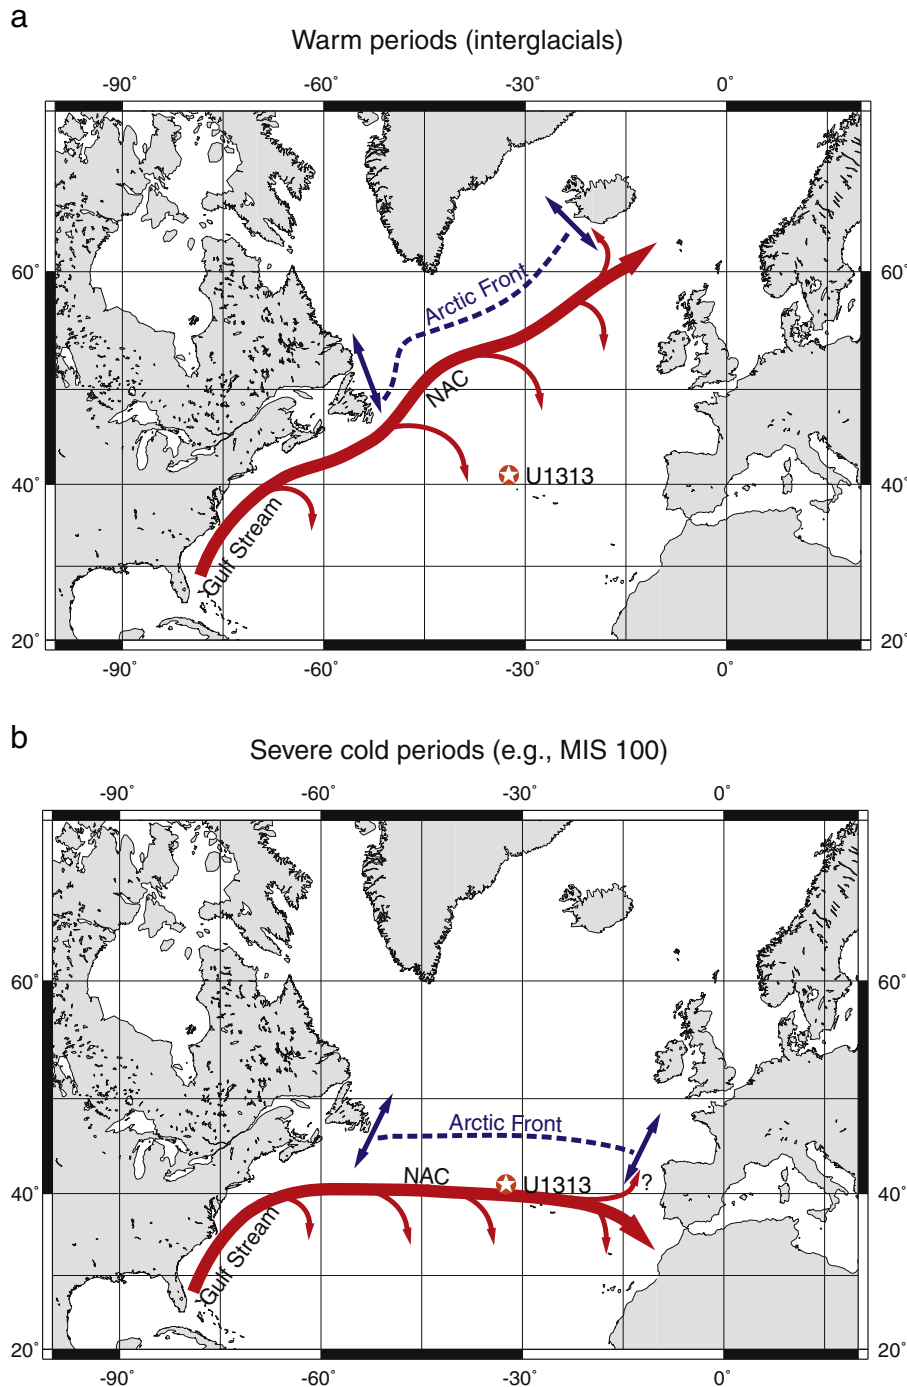 a
Warm periods (interglacials)
-90° -60° -30° 0°
60° 60°
Arctic Front
NAC
U1313
40° 40°
Gulf Stream
20° 20°
-90° -60° -30° 0°
b
Severe cold periods (e.g., MIS 100)
-90° -60° -30° 0°
60° 60°
Arctic Front
NAC
U1313
?
40° 40°
Gulf Stream
20° 20°
-90° -60° -30° 0°